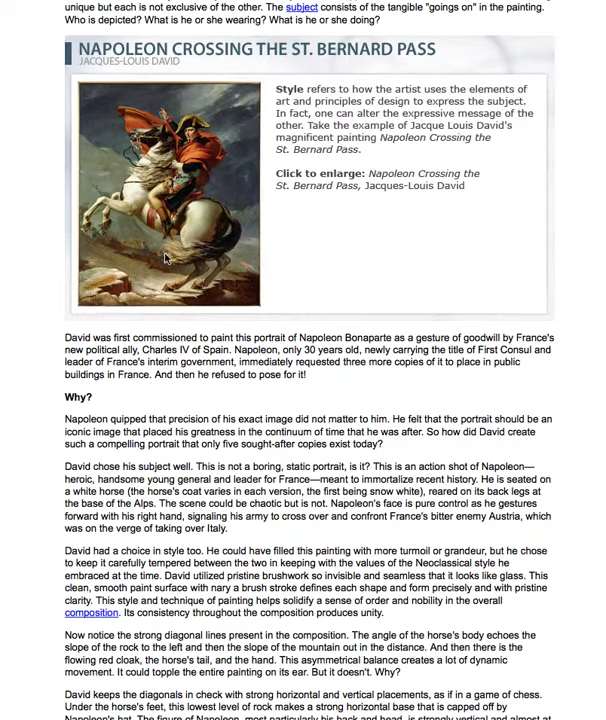 unique but each is not exclusive of the other. The subject consists of the tangible "goings on" in the painting.
Who is depicted? What is he or she wearing? What is he or she doing?
NAPOLEON CROSSING THE ST. BERNARD PASS
JACQUES-LOUIS DAVID
Style refers to how the artist uses the elements of
art and principles of design to express the subject.
In fact, one can alter the expressive message of the
other. Take the example of Jacque Louis David's
magnificent painting Napoleon Crossing the
St. Bernard Pass.
Click to enlarge: Napoleon Crossing the
St. Bernard Pass, Jacques-Louis David
David was first commissioned to paint this portrait of Napoleon Bonaparte as a gesture of goodwill by France's
new political ally, Charles IV of Spain. Napoleon, only 30 years old, newly carrying the title of First Consul and
leader of France's interim government, immediately requested three more copies of it to place in public
buildings in France. And then he refused to pose for it!
Why?
Napoleon quipped that precision of his exact image did not matter to him. He felt that the portrait should be an
iconic image that placed his greatness in the continuum of time that he was after. So how did David create
such a compelling portrait that only five sought-after copies exist today?
David chose his subject well. This is not a boring, static portrait, is it? This is an action shot of Napoleon—
heroic, handsome young general and leader for France—meant to immortalize recent history. He is seated on
a white horse (the horse's coat varies in each version, the first being snow white), reared on its back legs at
the base of the Alps. The scene could be chaotic but is not. Napoleon's face is pure control as he gestures
forward with his right hand, signaling his army to cross over and confront France's bitter enemy Austria, which
was on the verge of taking over Italy.
David had a choice in style too. He could have filled this painting with more turmoil or grandeur, but he chose
to keep it carefully tempered between the two in keeping with the values of the Neoclassical style he
embraced at the time. David utilized pristine brushwork so invisible and seamless that it looks like glass. This
clean, smooth paint surface with nary a brush stroke defines each shape and form precisely and with pristine
clarity. This style and technique of painting helps solidify a sense of order and nobility in the overall
composition. Its consistency throughout the composition produces unity.
Now notice the strong diagonal lines present in the composition. The angle of the horse's body echoes the
slope of the rock to the left and then the slope of the mountain out in the distance. And then there is the
flowing red cloak, the horse's tail, and the hand. This asymmetrical balance creates a lot of dynamic
movement. It could topple the entire painting on its ear. But it doesn't. Why?
David keeps the diagonals in check with strong horizontal and vertical placements, as if in a game of chess.
Under the horse's feet, this lowest level of rock makes a strong horizontal base that is capped off by
Napoleon's hat. The figure of Napoleon, most particularly his back and head, is strongly vertical and almost